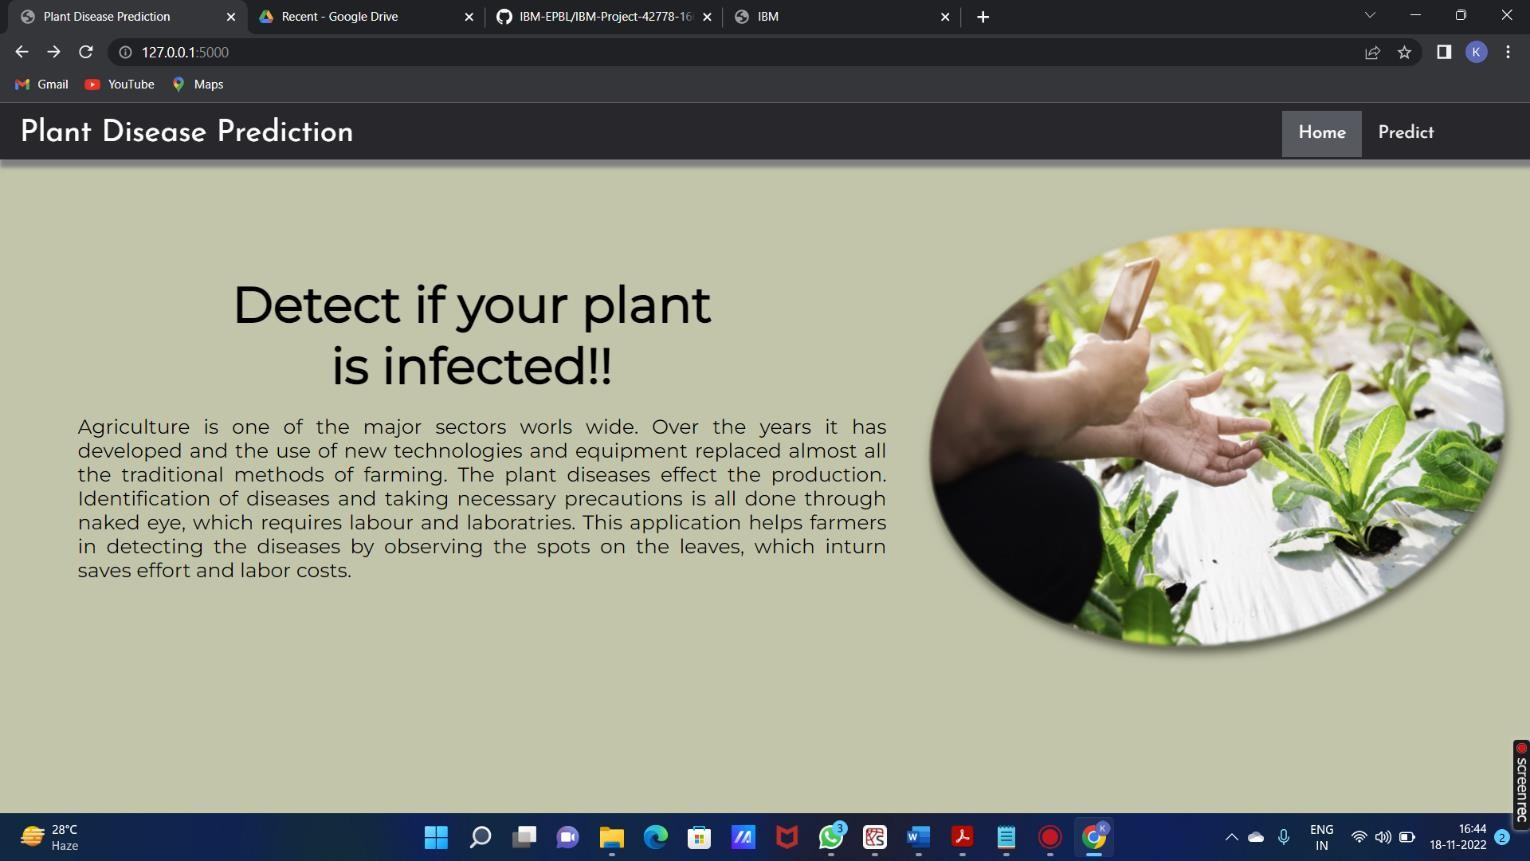 Plant Disease Prediction
Recent - Google Drive
IBM-EPBL/IBM-Project-42778-16
IBM
127.0.0.1:5000
Gmail
YouTube
Maps
K
Plant Disease Prediction
Home
Predict
Detect if your plant
is infected!!
Agriculture is one of the major sectors worls wide. Over the years it has
developed and the use of new technologies and equipment replaced almost all
the traditional methods of farming. The plant diseases effect the production.
Identification of diseases and taking necessary precautions is all done through
naked eye, which requires labour and laboratries. This application helps farmers
in detecting the diseases by observing the spots on the leaves, which inturn
saves effort and labor costs.
screen rec
28°C
Haze
3
K
ENG
IN
16:44
18-11-2022
2